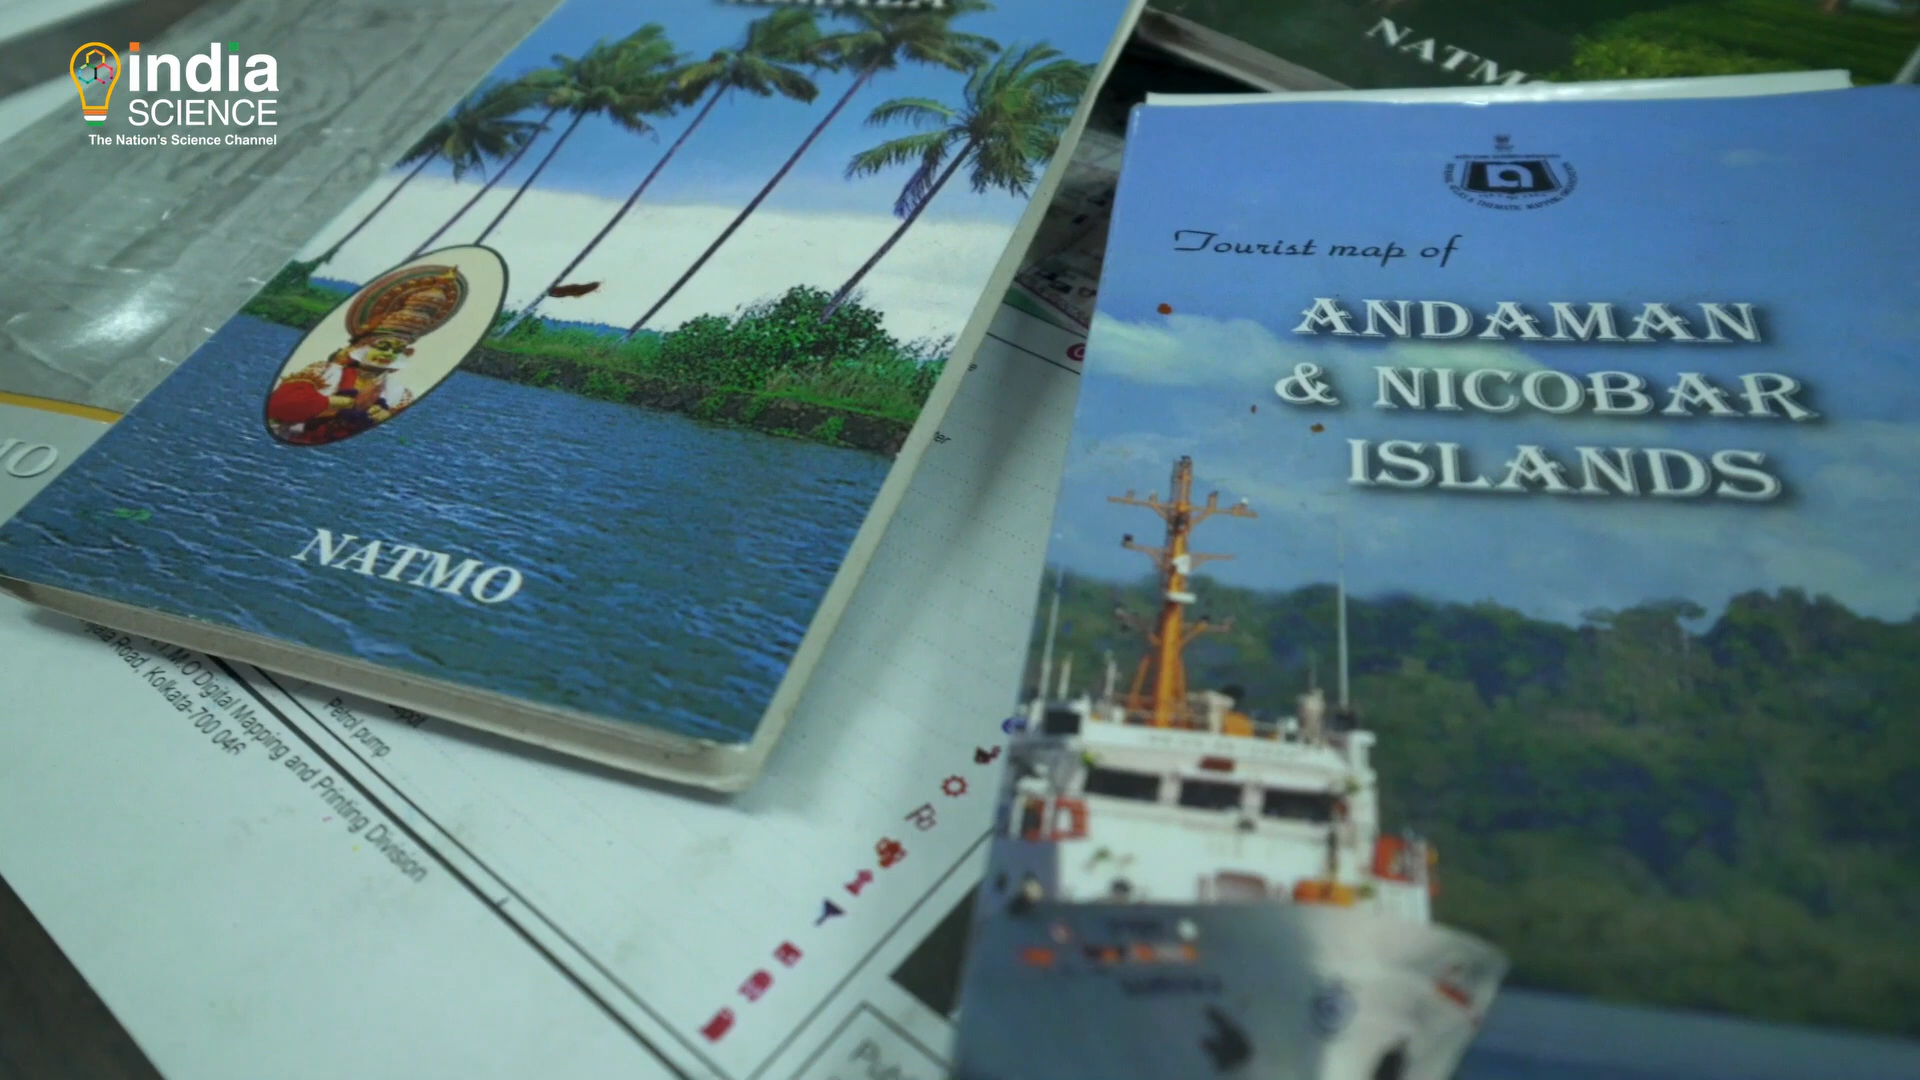 india
SCIENCE
The Nation's Science Channel
NATMO
NATMO
Tourist map of
ANDAMAN
& NICOBAR
ISLANDS
Digital Mapping and Printing Division
Road, Kolkata-700 046
Petrol pump